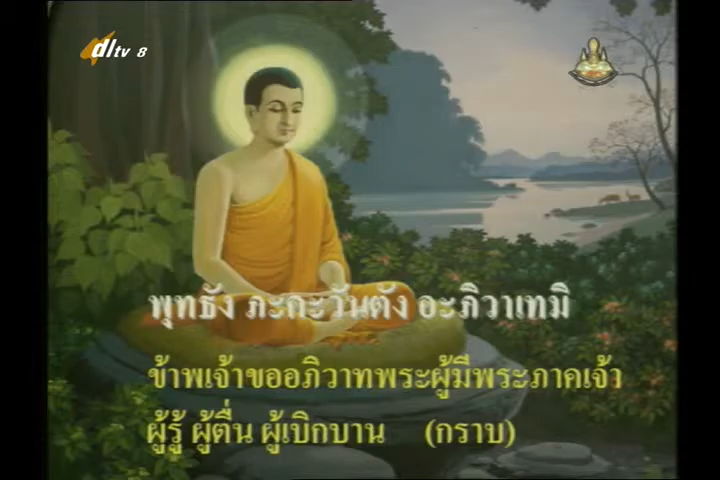 dltv 8
พุทธัง ภะคะวันตัง อะภิวาเทมิ
ข้าพเจ้าขออภิวาทพระผู้มีพระภาคเจ้า
ผู้รู้ ผู้ตื่น ผู้เบิกบาน (กราบ)